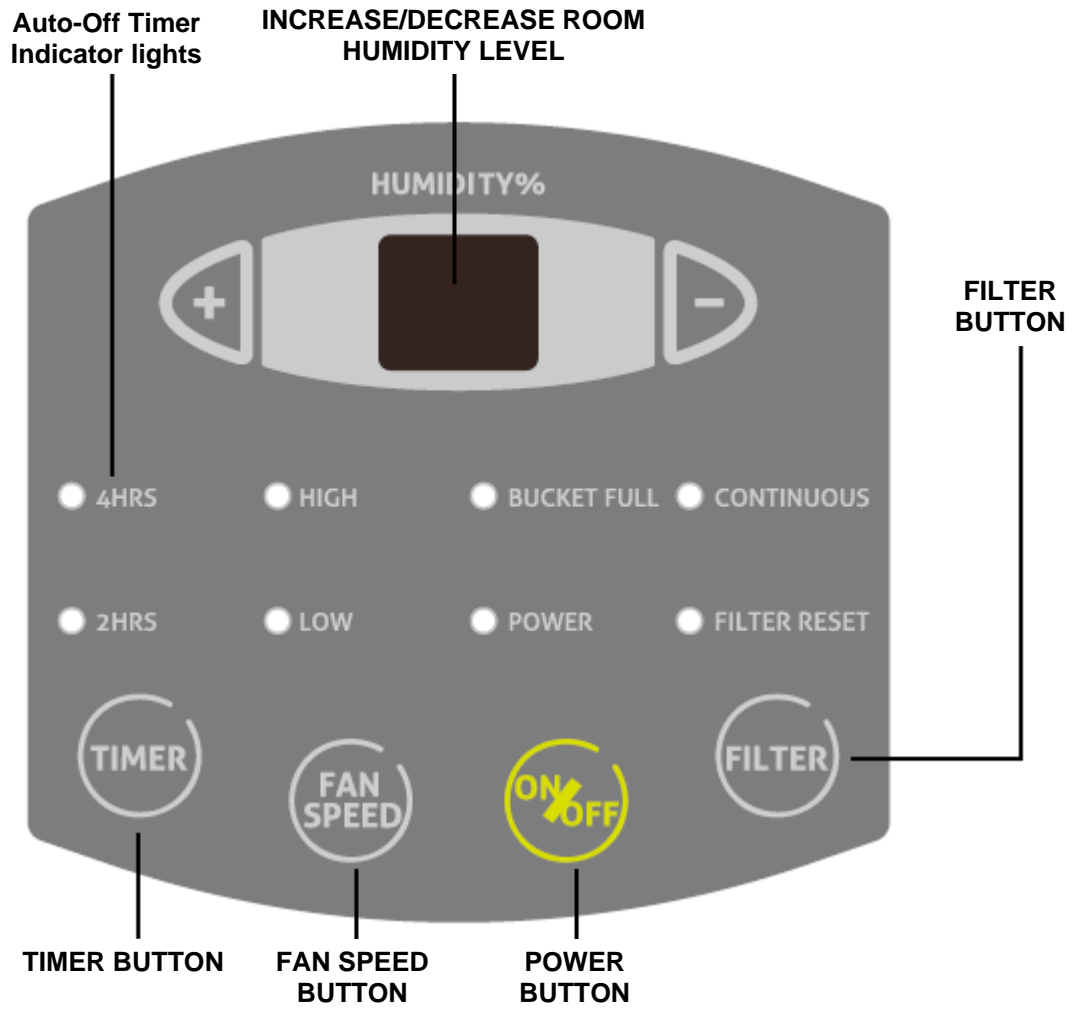 Auto-Off Timer
Indicator lights
INCREASE/DECREASE ROOM
HUMIDITY LEVEL
HUMIDITY%
+
-
FILTER
BUTTON
4HRS
HIGH
BUCKET FULL
CONTINUOUS
2HRS
LOW
POWER
FILTER RESET
TIMER
FAN
SPEED
ON/OFF
FILTER
TIMER BUTTON
FAN SPEED
BUTTON
POWER
BUTTON